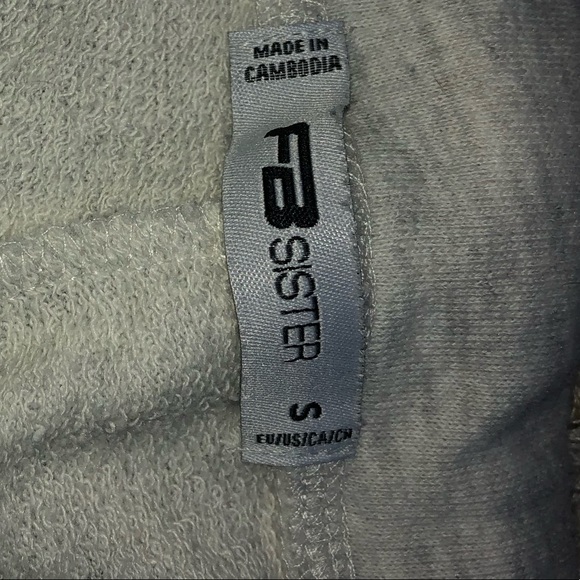 MADE IN
CAMBODIA
FB
SISTER
S
EU/US/CA/CN